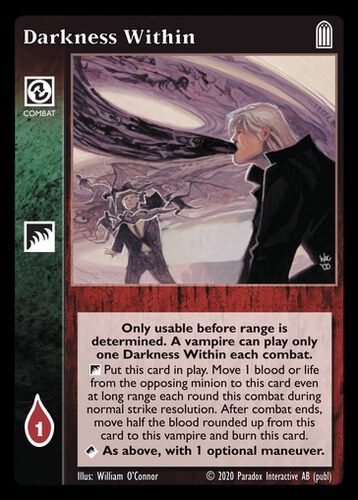 Darkness Within
COMBAT
Only usable before range is
determined. A vampire can play only
one Darkness Within each combat.
Put this card in play. Move 1 blood or life
from the opposing minion to this card even
at long range each round this combat during
normal strike resolution. After combat ends,
move half the blood rounded up from this
card to this vampire and burn this card.
As above, with 1 optional maneuver.
1
Illus: William O'Connor © 2020 Paradox Interactive AB (publ)